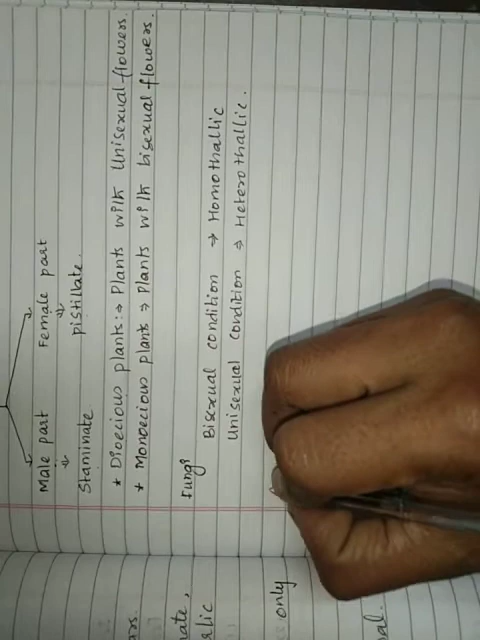 Male part Female part
Staminate pistillate.
* Dioecious plants:→ Plants with Unisexual flowers.
* Monoecious plants → Plants with bisexual flowers.
Fungi
Bisexual condition → Homothallic
Unisexual condition → Heterothallic.
only